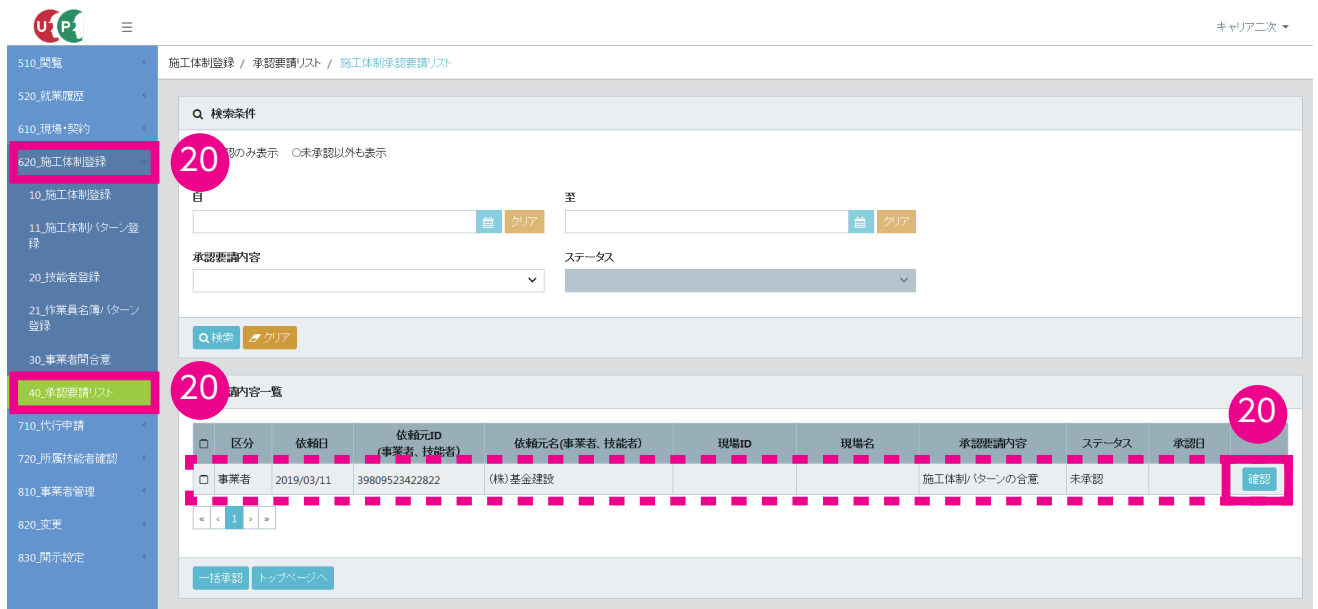 UP
キャリア二次
510_閲覧
520_就業履歴
610_現場・契約
620_施工体制登録
10_施工体制登録
11_施工体制パターン登
録
20_技能者登録
21_作業員名簿パターン
登録
30_事業者間合意
40_承認要請リスト
710_代行申請
720_所属技能者確認
810_事業者管理
820_変更
830_開示設定
施工体制登録 / 承認要請リスト / 施工体制承認要請リスト
検索条件
20
認のみ表示 ○未承認以外も表示
自 至
クリア クリア
承認要請内容 ステータス
検索 クリア
20
請内容一覧
20
区分 依頼日 依頼元ID
(事業者、技能者) 依頼元名(事業者、技能者) 現場ID 現場名 承認要請内容 ステータス 承認日
事業者 2019/03/11 39809523422822 (株)基金建設 施工体制パターンの合意 未承認 確認
« ‹ 1 › »
一括承認 トップページへ